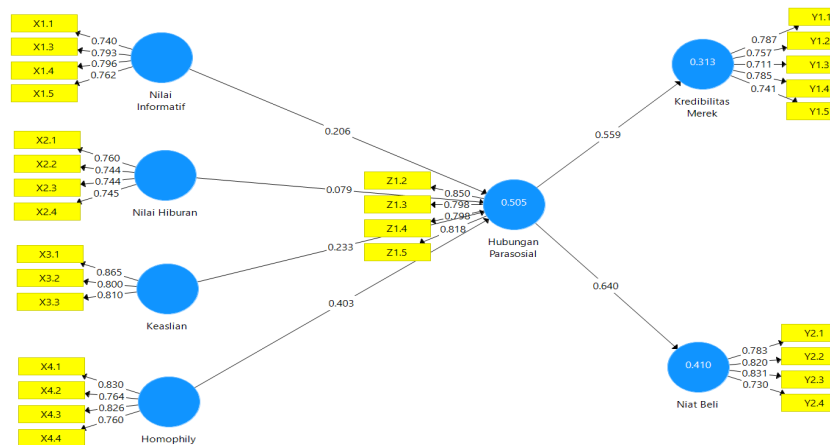 X1.1
X1.3
X1.4
X1.5
0.740
0.793
0.796
0.762
Nilai
Informatif
0.206
X2.1
X2.2
X2.3
X2.4
0.760
0.744
0.744
0.745
Nilai Hiburan
0.079
X3.1
X3.2
X3.3
0.865
0.800
0.810
Keaslian
0.233
X4.1
X4.2
X4.3
X4.4
0.830
0.764
0.826
0.760
Homophily
0.403
Z1.2
Z1.3
Z1.4
Z1.5
0.850
0.798
0.798
0.818
0.505
Hubungan
Parasosial
0.559
0.640
0.313
Kredibilitas
Merek
0.787
0.757
0.711
0.785
0.741
Y1.1
Y1.2
Y1.3
Y1.4
Y1.5
0.410
Niat Beli
0.783
0.820
0.831
0.730
Y2.1
Y2.2
Y2.3
Y2.4